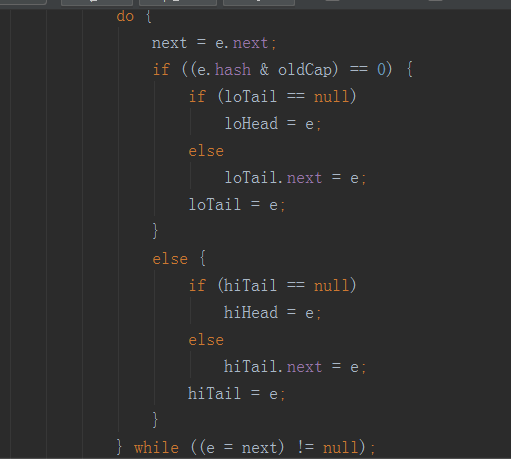 do {
next = e.next;
if ((e.hash & oldCap) == 0) {
if (loTail == null)
loHead = e;
else
loTail.next = e;
loTail = e;
}
else {
if (hiTail == null)
hiHead = e;
else
hiTail.next = e;
hiTail = e;
}
} while ((e = next) != null);